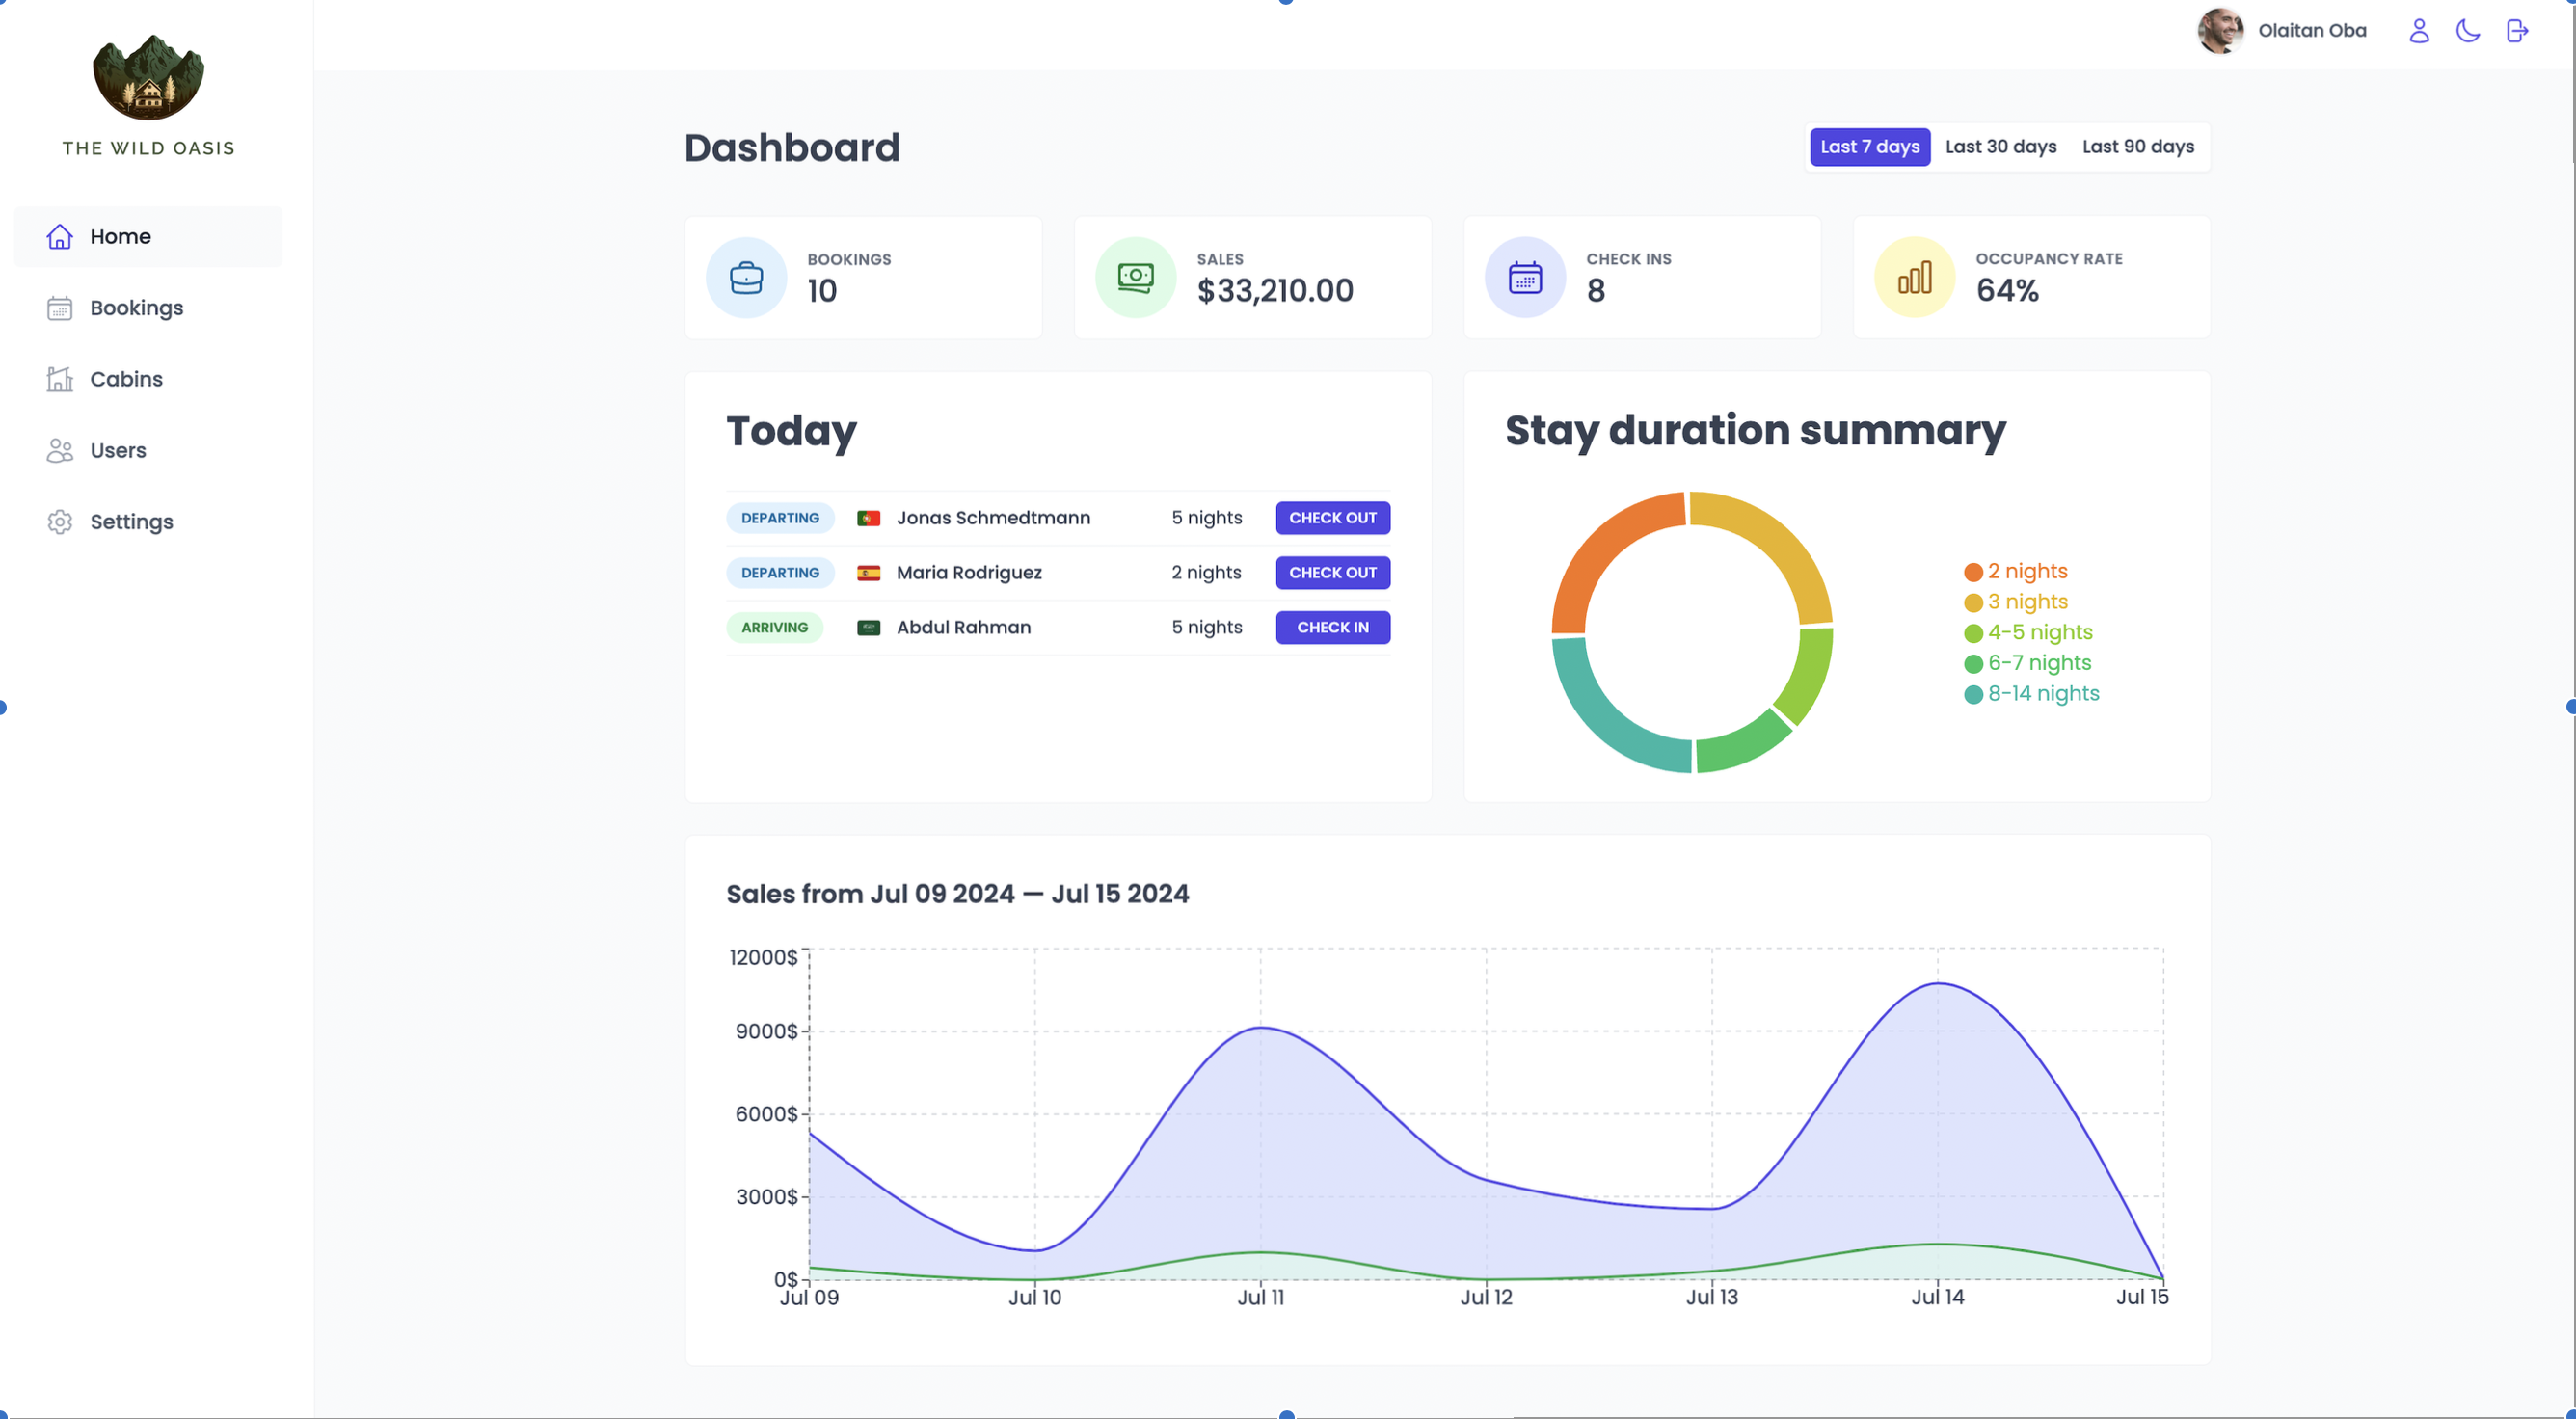 Olaitan Oba
THE WILD OASIS
Home
Bookings
Cabins
Users
Settings
Dashboard
Last 7 days Last 30 days Last 90 days
BOOKINGS
10
SALES
$33,210.00
CHECK INS
8
OCCUPANCY RATE
64%
Today
DEPARTING Jonas Schmedtmann 5 nights CHECK OUT
DEPARTING Maria Rodriguez 2 nights CHECK OUT
ARRIVING Abdul Rahman 5 nights CHECK IN
Stay duration summary
2 nights
3 nights
4-5 nights
6-7 nights
8-14 nights
Sales from Jul 09 2024 — Jul 15 2024
12000$
9000$
6000$
3000$
0$
Jul 09 Jul 10 Jul 11 Jul 12 Jul 13 Jul 14 Jul 15